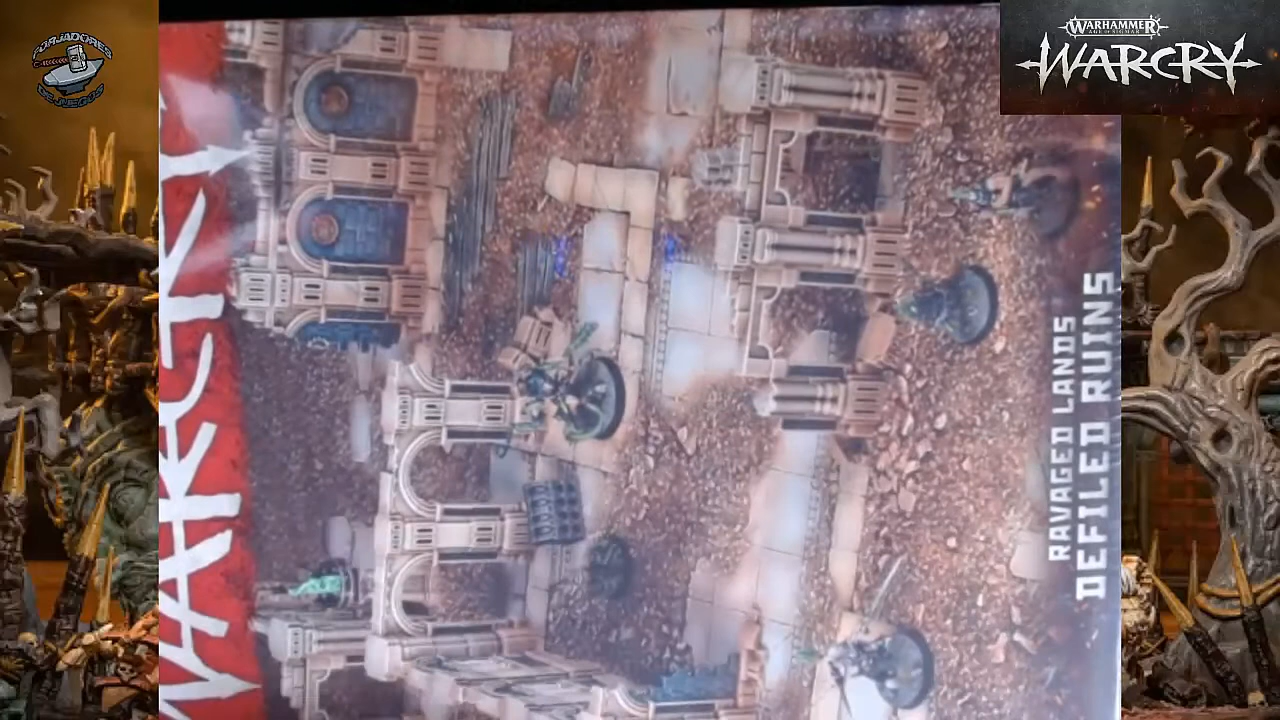 FORJADORES
DE JUEGOS
WARHAMMER
AGE OF SIGMAR
WARCRY
WARCRY
RAVAGED LANDS
DEFILED RUINS